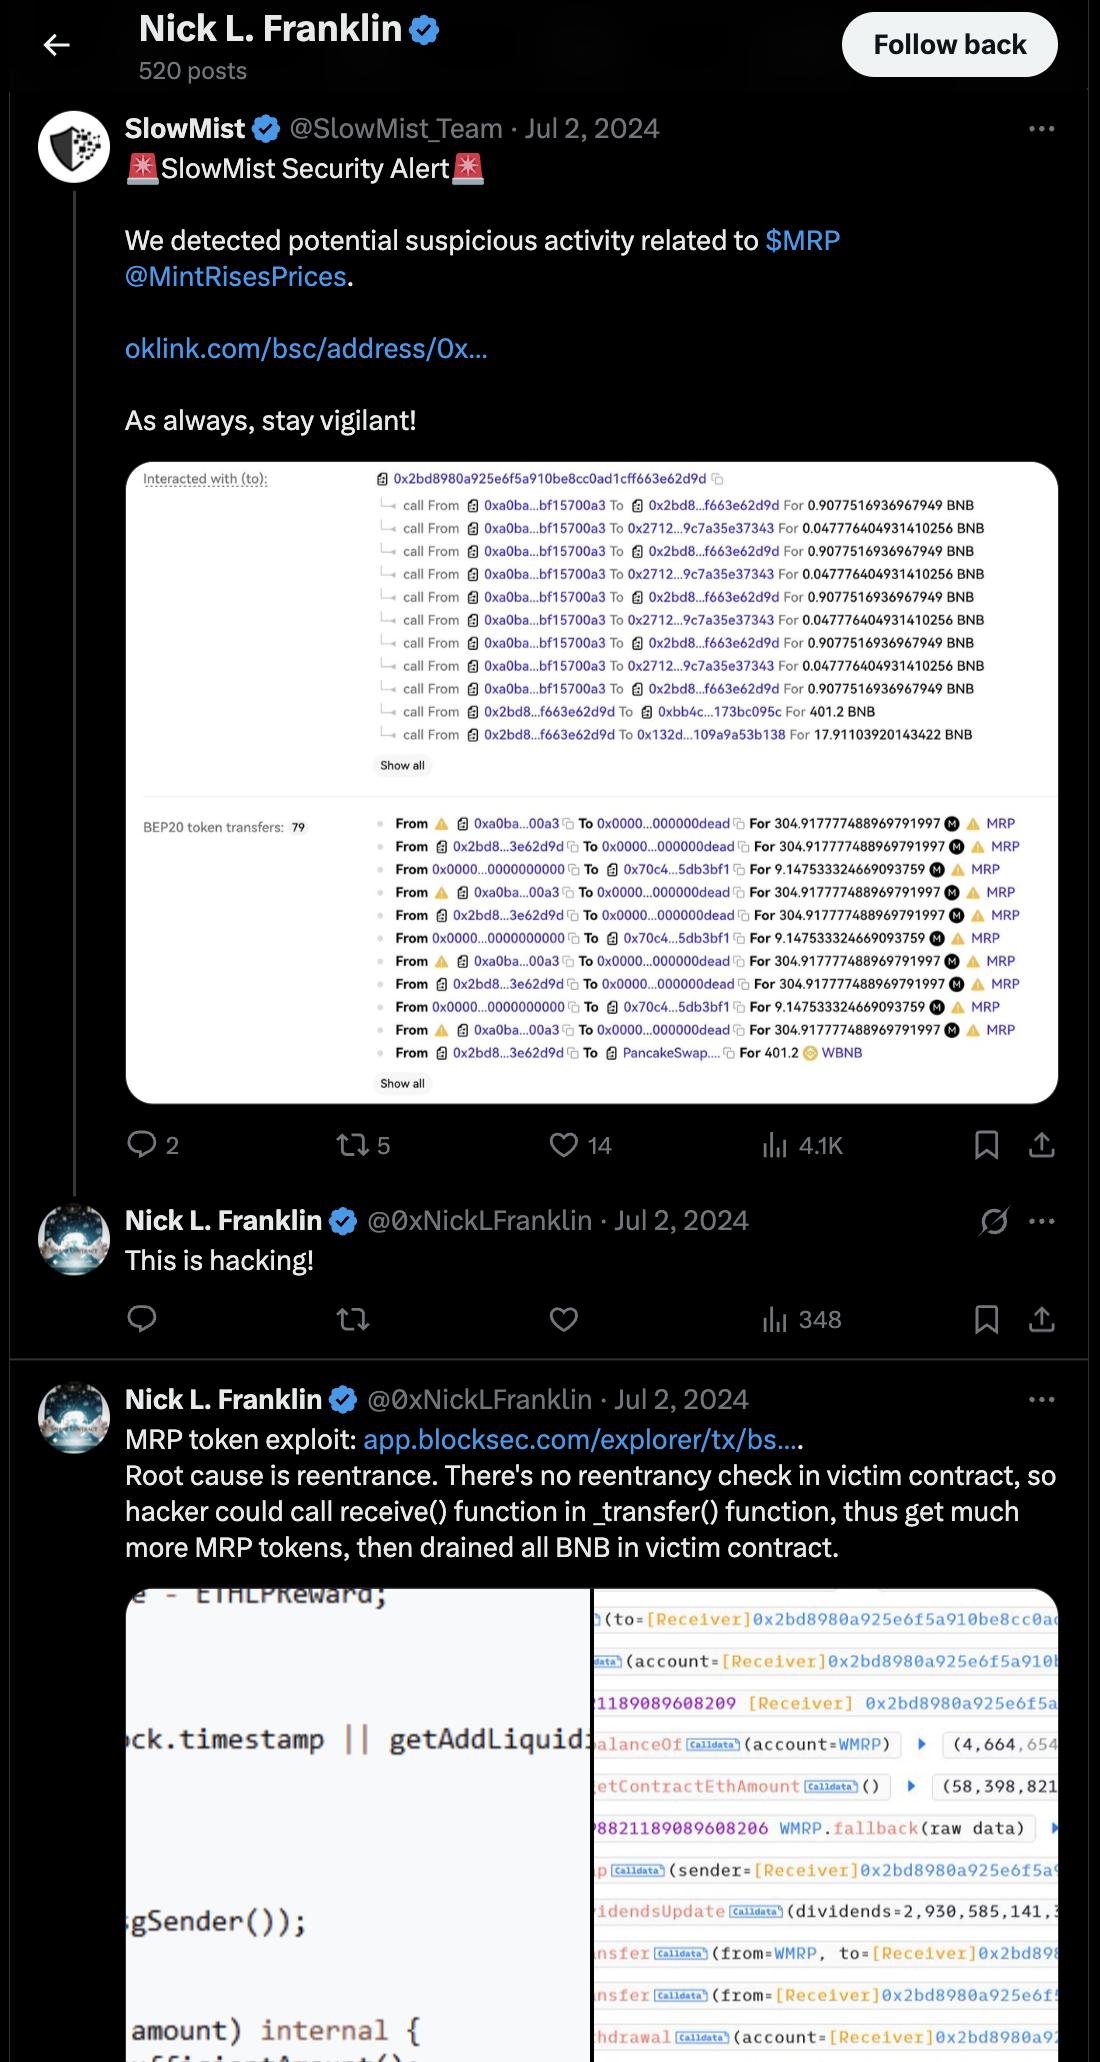 Nick L. Franklin
520 posts
Follow back
SlowMist @SlowMist_Team · Jul 2, 2024
🚨SlowMist Security Alert🚨
We detected potential suspicious activity related to $MRP
@MintRisesPrices.
oklink.com/bsc/address/0x...
As always, stay vigilant!
Interacted with (to): 0x2bd8980a925e6f5a910be8cc0ad1cff663e62d9d
call From 0xa0ba...bf15700a3 To 0x2bd8...f663e62d9d For 0.9077516936967949 BNB
call From 0xa0ba...bf15700a3 To 0x2712...9c7a35e37343 For 0.047776404931410256 BNB
call From 0xa0ba...bf15700a3 To 0x2bd8...f663e62d9d For 0.9077516936967949 BNB
call From 0xa0ba...bf15700a3 To 0x2712...9c7a35e37343 For 0.047776404931410256 BNB
call From 0xa0ba...bf15700a3 To 0x2bd8...f663e62d9d For 0.9077516936967949 BNB
call From 0xa0ba...bf15700a3 To 0x2712...9c7a35e37343 For 0.047776404931410256 BNB
call From 0xa0ba...bf15700a3 To 0x2bd8...f663e62d9d For 0.9077516936967949 BNB
call From 0xa0ba...bf15700a3 To 0x2712...9c7a35e37343 For 0.047776404931410256 BNB
call From 0xa0ba...bf15700a3 To 0x2bd8...f663e62d9d For 0.9077516936967949 BNB
call From 0x2bd8...f663e62d9d To 0xbb4c...173bc095c For 401.2 BNB
call From 0x2bd8...f663e62d9d To 0x132d...109a9a53b138 For 17.91103920143422 BNB
Show all
BEP20 token transfers: 79
From 0xa0ba...00a3 To 0x0000...000000dead For 304.917777488969791997 MRP
From 0x2bd8...3e62d9d To 0x0000...000000dead For 304.917777488969791997 MRP
From 0x0000...0000000000 To 0x70c4...5db3bf1 For 9.147533324669093759 MRP
From 0xa0ba...00a3 To 0x0000...000000dead For 304.917777488969791997 MRP
From 0x2bd8...3e62d9d To 0x0000...000000dead For 304.917777488969791997 MRP
From 0x0000...0000000000 To 0x70c4...5db3bf1 For 9.147533324669093759 MRP
From 0xa0ba...00a3 To 0x0000...000000dead For 304.917777488969791997 MRP
From 0x2bd8...3e62d9d To 0x0000...000000dead For 304.917777488969791997 MRP
From 0x0000...0000000000 To 0x70c4...5db3bf1 For 9.147533324669093759 MRP
From 0xa0ba...00a3 To 0x0000...000000dead For 304.917777488969791997 MRP
From 0x2bd8...3e62d9d To PancakeSwap.... For 401.2 WBNB
Show all
2 5 14 4.1K
Nick L. Franklin @0xNickLFranklin · Jul 2, 2024
This is hacking!
348
Nick L. Franklin @0xNickLFranklin · Jul 2, 2024
MRP token exploit: app.blocksec.com/explorer/tx/bs....
Root cause is reentrance. There's no reentrancy check in victim contract, so
hacker could call receive() function in _transfer() function, thus get much
more MRP tokens, then drained all BNB in victim contract.
e - ETHLPReward;
ck.timestamp || getAddLiquidi
gSender());
amount) internal {
(to=[Receiver]0x2bd8980a925e6f5a910be8cc0a
(account=[Receiver]0x2bd8980a925e6f5a910
1189089608209 [Receiver] 0x2bd8980a925e6f5a
alanceOf Calldata (account=WMRP) (4,664,654
etContractEthAmount Calldata () (58,398,821
8821189089608206 WMRP.fallback(raw data)
p Calldata (sender=[Receiver]0x2bd8980a925e6f5a
idendsUpdate Calldata (dividends=2,930,585,141,
nsfer Calldata (from=WMRP, to=[Receiver]0x2bd89
nsfer Calldata (from=[Receiver]0x2bd8980a925e6f
hdrawal Calldata (account=[Receiver]0x2bd8980a9